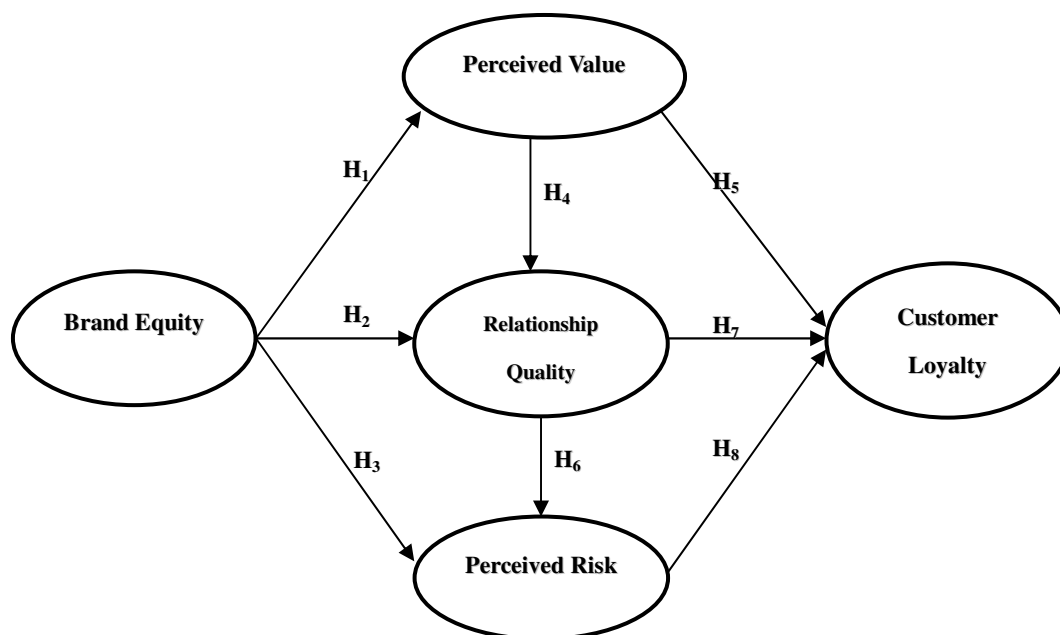 Perceived Value
H₁
H₄
H₅
Brand Equity
H₂
Relationship
Quality
H₇
Customer
Loyalty
H₃
H₆
H₈
Perceived Risk